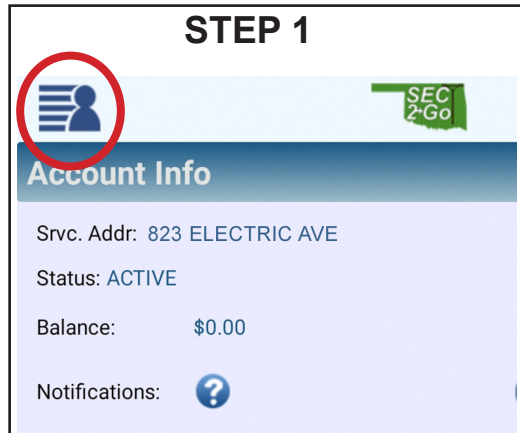 STEP 1
SEC
2-Go
Account Info
Srvc. Addr: 823 ELECTRIC AVE
Status: ACTIVE
Balance: $0.00
Notifications: ?